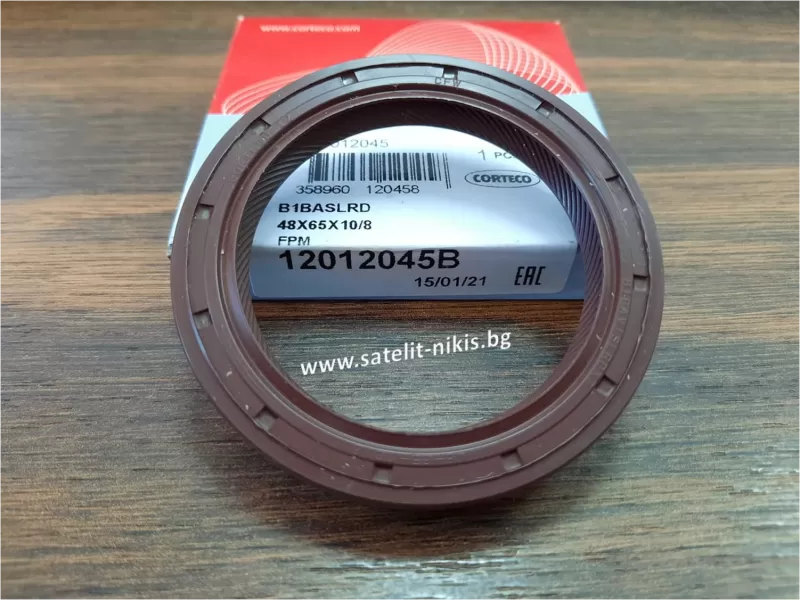 www.corteco.com
012045
1 PC
358960 120458
CORTECO
B1BASLRD
48X65X10/8
FPM
12012045B
15/01/21
EAC
www.satelit-nikis.bg
CFW